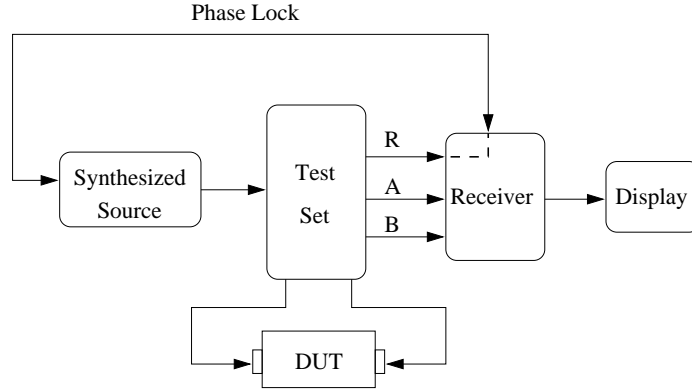 Phase Lock
Synthesized
Source
Test
Set
R
A
B
Receiver
Display
DUT